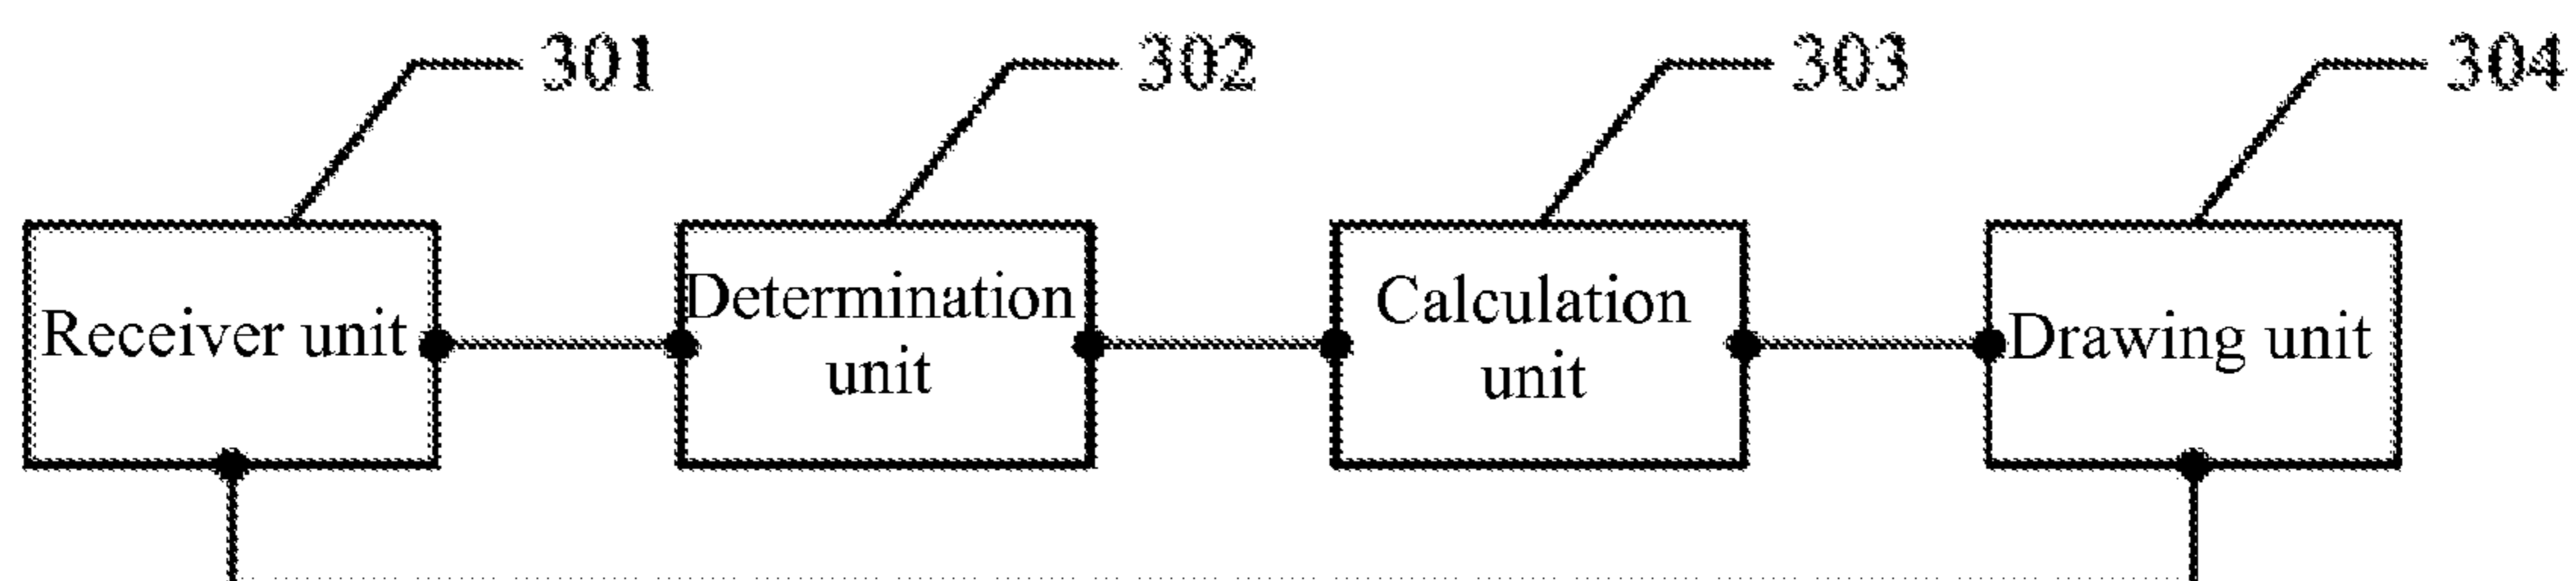 301
302
303
304
Receiver unit
Determination
unit
Calculation
unit
Drawing unit